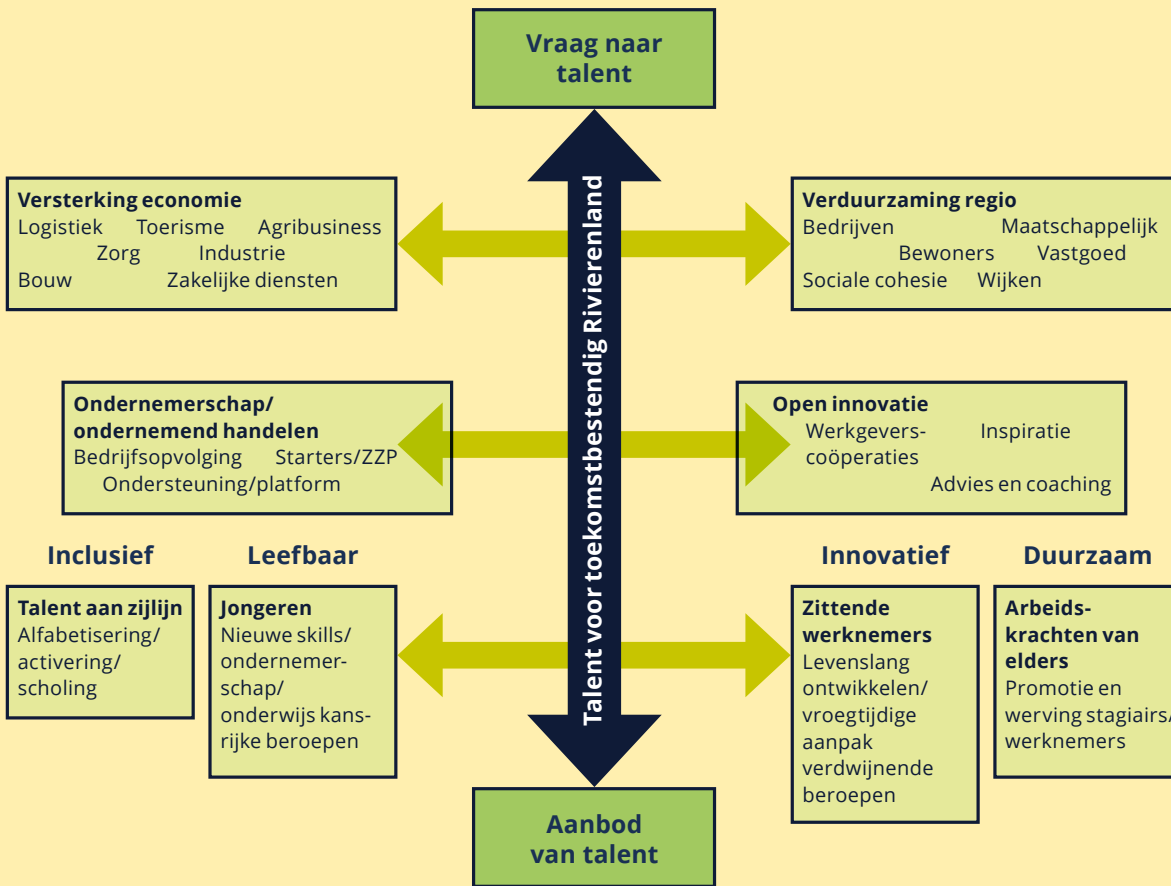 Vraag naar
talent
Talent voor toekomstbestendig Rivierenland
Versterking economie
Logistiek Toerisme Agribusiness
Zorg Industrie
Bouw Zakelijke diensten
Verduurzaming regio
Bedrijven Maatschappelijk
Bewoners Vastgoed
Sociale cohesie Wijken
Ondernemerschap/
ondernemend handelen
Bedrijfsopvolging Starters/ZZP
Ondersteuning/platform
Open innovatie
Werkgevers- Inspiratie
coöperaties
Advies en coaching
Inclusief
Talent aan zijlijn
Alfabetisering/
activering/
scholing
Leefbaar
Jongeren
Nieuwe skills/
ondernemer-
schap/
onderwijs kans-
rijke beroepen
Innovatief
Zittende
werknemers
Levenslang
ontwikkelen/
vroegtijdige
aanpak
verdwijnende
beroepen
Duurzaam
Arbeids-
krachten van
elders
Promotie en
werving stagiairs/
werknemers
Aanbod
van talent